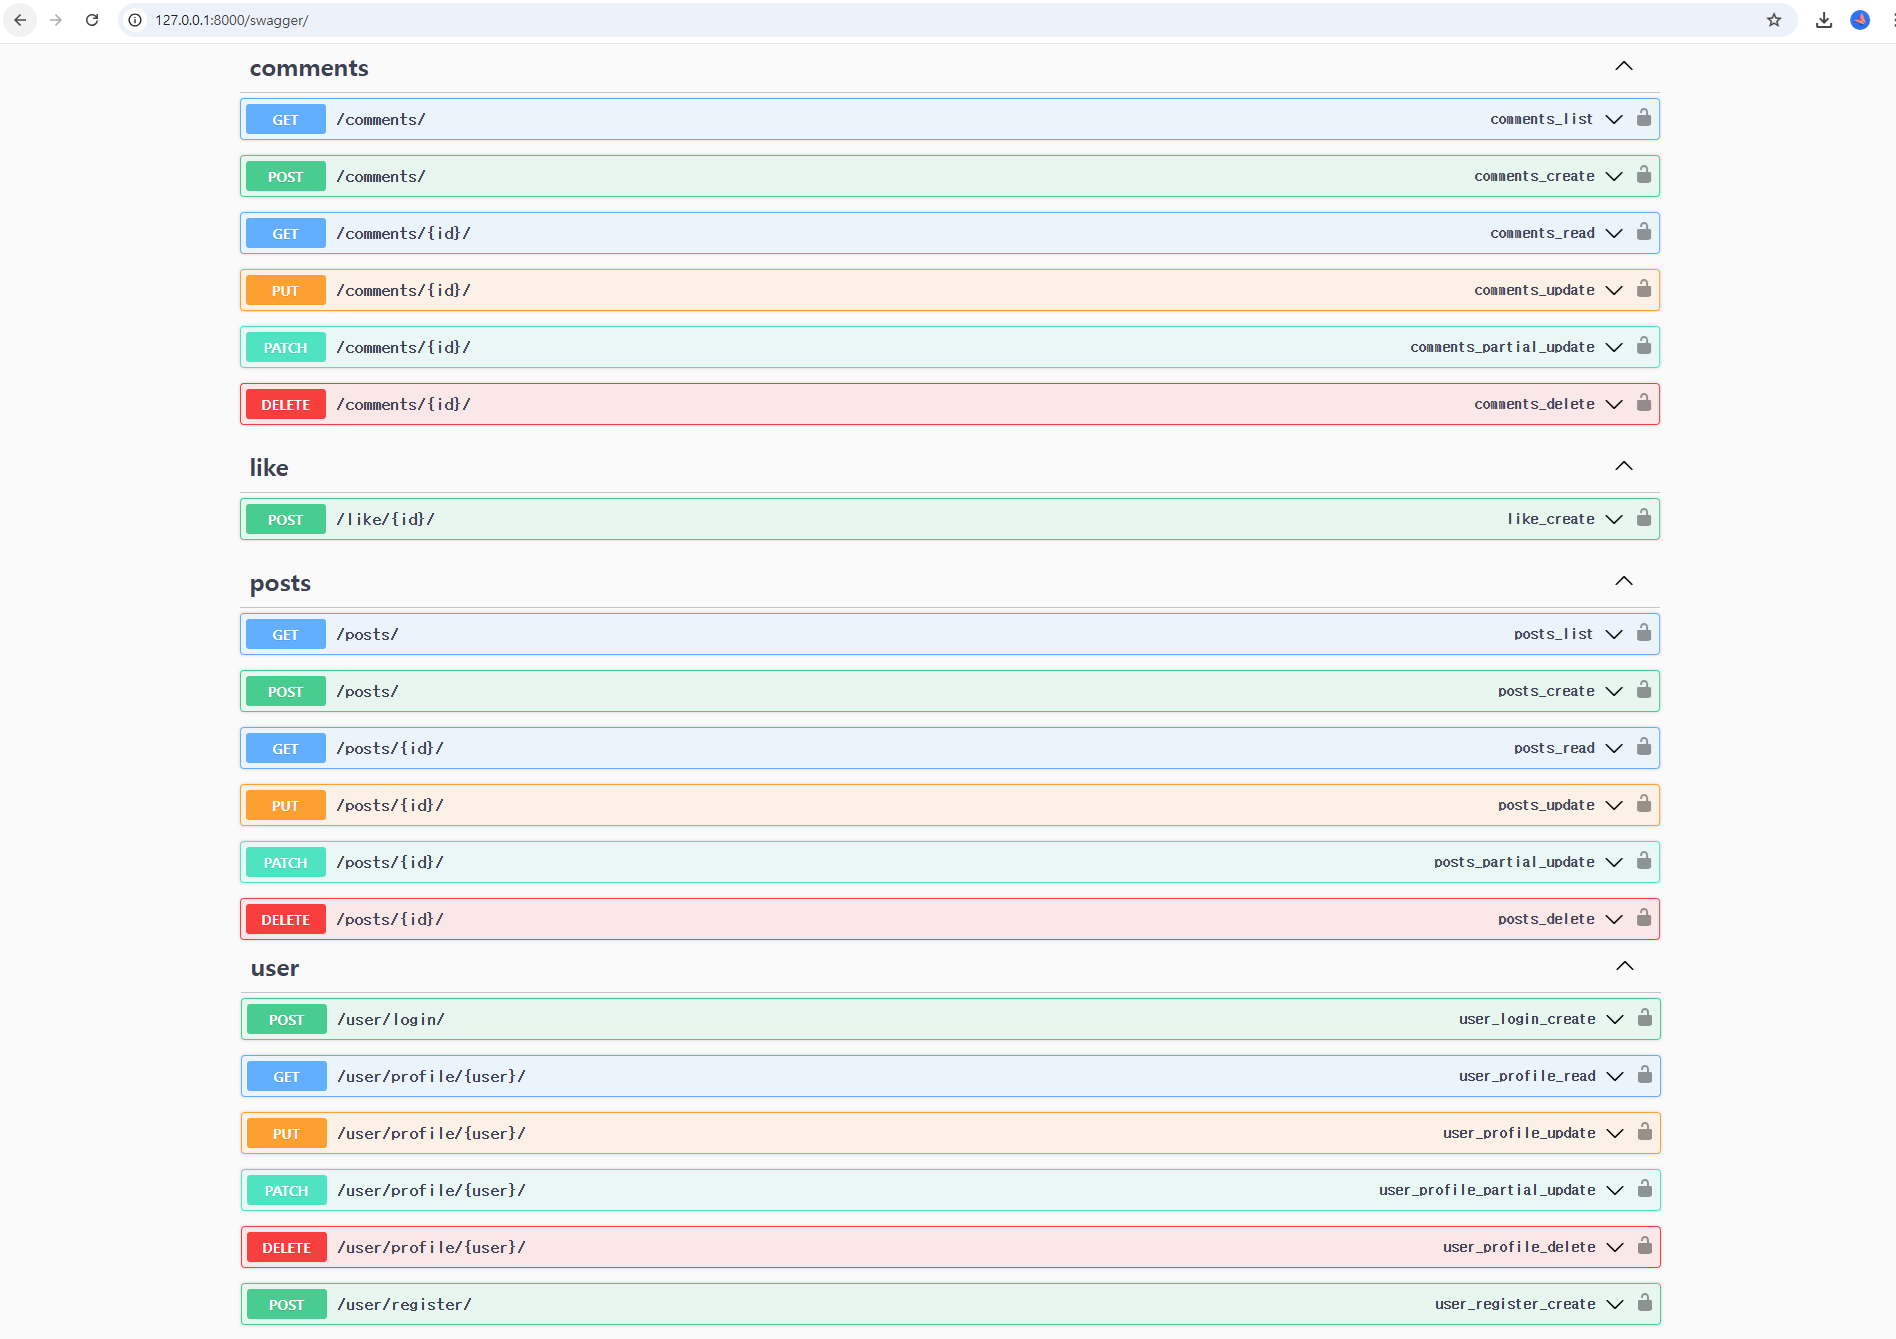 127.0.0.1:8000/swagger/
comments
GET /comments/ comments_list
POST /comments/ comments_create
GET /comments/{id}/ comments_read
PUT /comments/{id}/ comments_update
PATCH /comments/{id}/ comments_partial_update
DELETE /comments/{id}/ comments_delete
like
POST /like/{id}/ like_create
posts
GET /posts/ posts_list
POST /posts/ posts_create
GET /posts/{id}/ posts_read
PUT /posts/{id}/ posts_update
PATCH /posts/{id}/ posts_partial_update
DELETE /posts/{id}/ posts_delete
user
POST /user/login/ user_login_create
GET /user/profile/{user}/ user_profile_read
PUT /user/profile/{user}/ user_profile_update
PATCH /user/profile/{user}/ user_profile_partial_update
DELETE /user/profile/{user}/ user_profile_delete
POST /user/register/ user_register_create